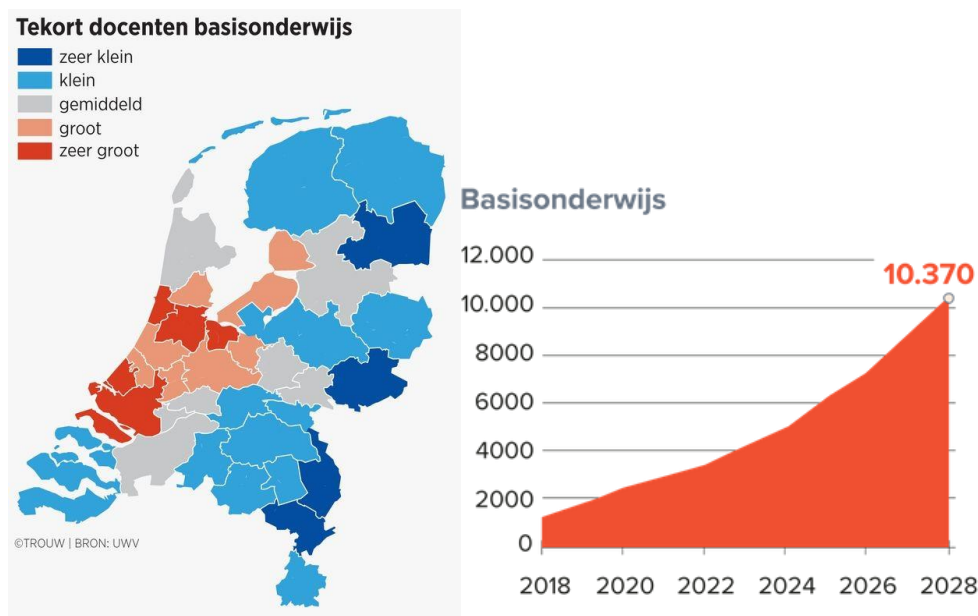 Tekort docenten basisonderwijs
zeer klein
klein
gemiddeld
groot
zeer groot
©TROUW | BRON: UWV
Basisonderwijs
12.000
10.370
10.000
8000
6000
4000
2000
0
2018 2020 2022 2024 2026 2028